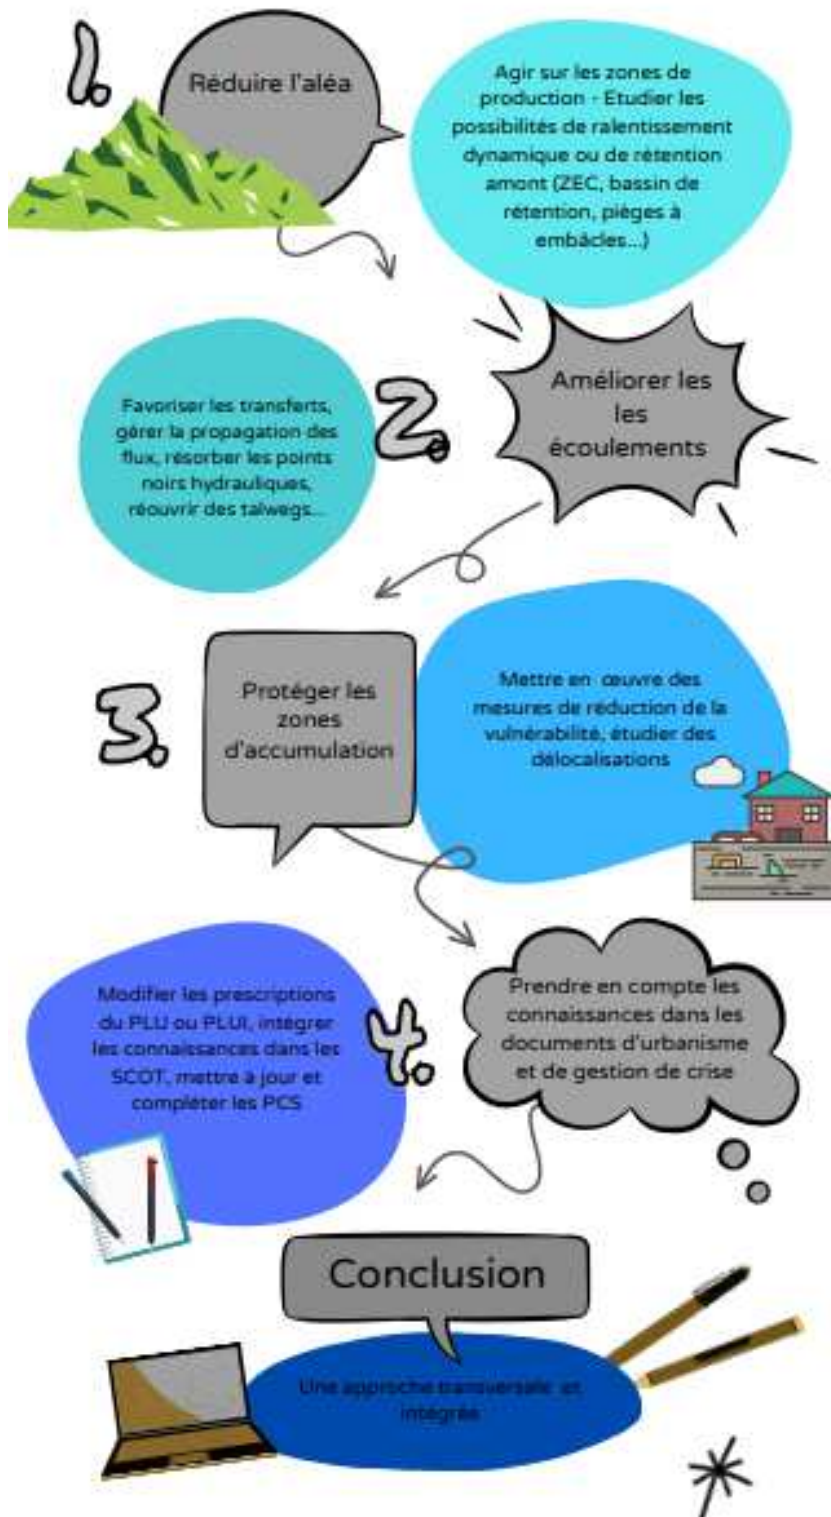 1.
Réduire l'aléa
Agir sur les zones de
production - Etudier les
possibilités de ralentissement
dynamique ou de rétention
amont (ZEC, bassin de
rétention, pièges à
embâcles...)
2.
Améliorer les
les
écoulements
Favoriser les transferts,
gérer la propagation des
flux, résorber les points
noirs hydrauliques,
réouvrir des talwegs...
3.
Protéger les
zones
d'accumulation
Mettre en œuvre des
mesures de réduction de la
vulnérabilité, étudier des
délocalisations
4.
Prendre en compte les
connaissances dans les
documents d'urbanisme
et de gestion de crise
Modifier les prescriptions
du PLU ou PLUI, intégrer
les connaissances dans les
SCOT, mettre à jour et
compléter les PCS
Conclusion
Une approche transversale et
intégrée